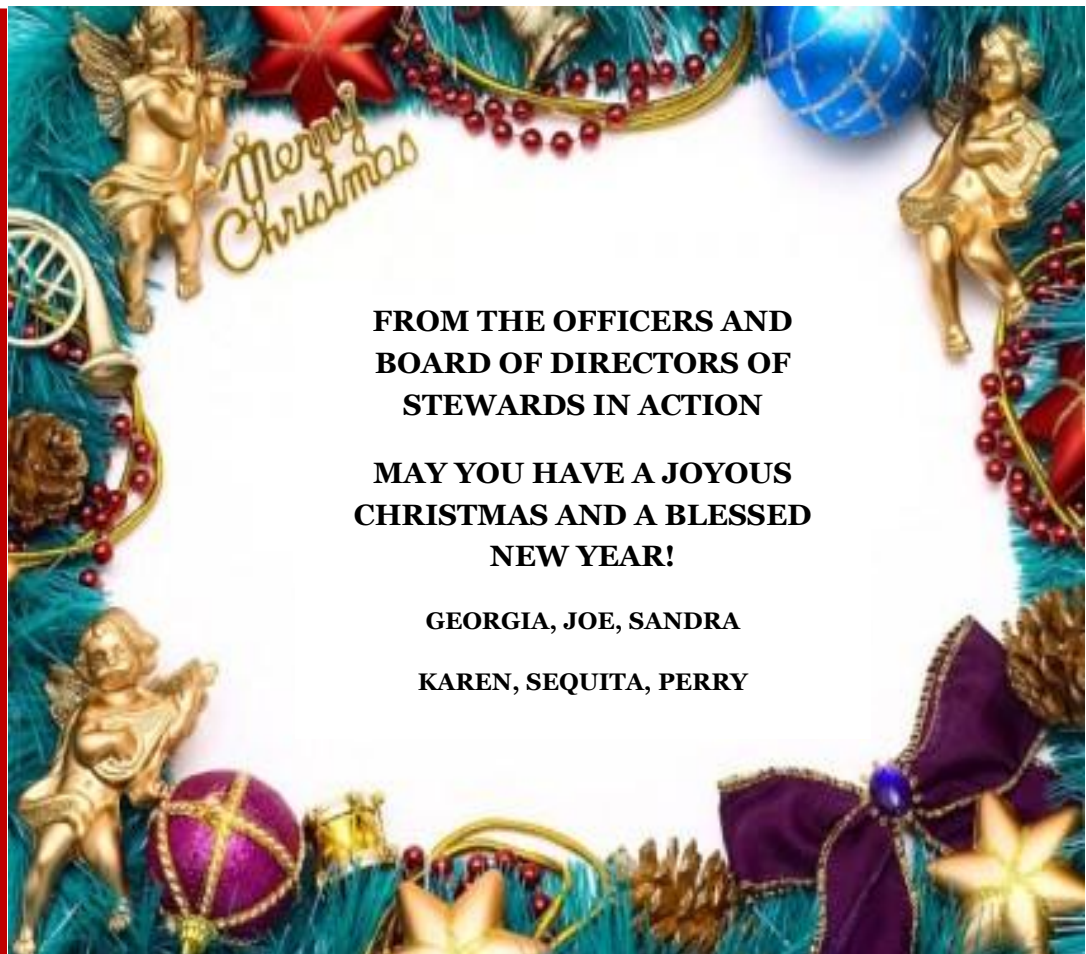 Merry
Christmas
FROM THE OFFICERS AND
BOARD OF DIRECTORS OF
STEWARDS IN ACTION
MAY YOU HAVE A JOYOUS
CHRISTMAS AND A BLESSED
NEW YEAR!
GEORGIA, JOE, SANDRA
KAREN, SEQUITA, PERRY